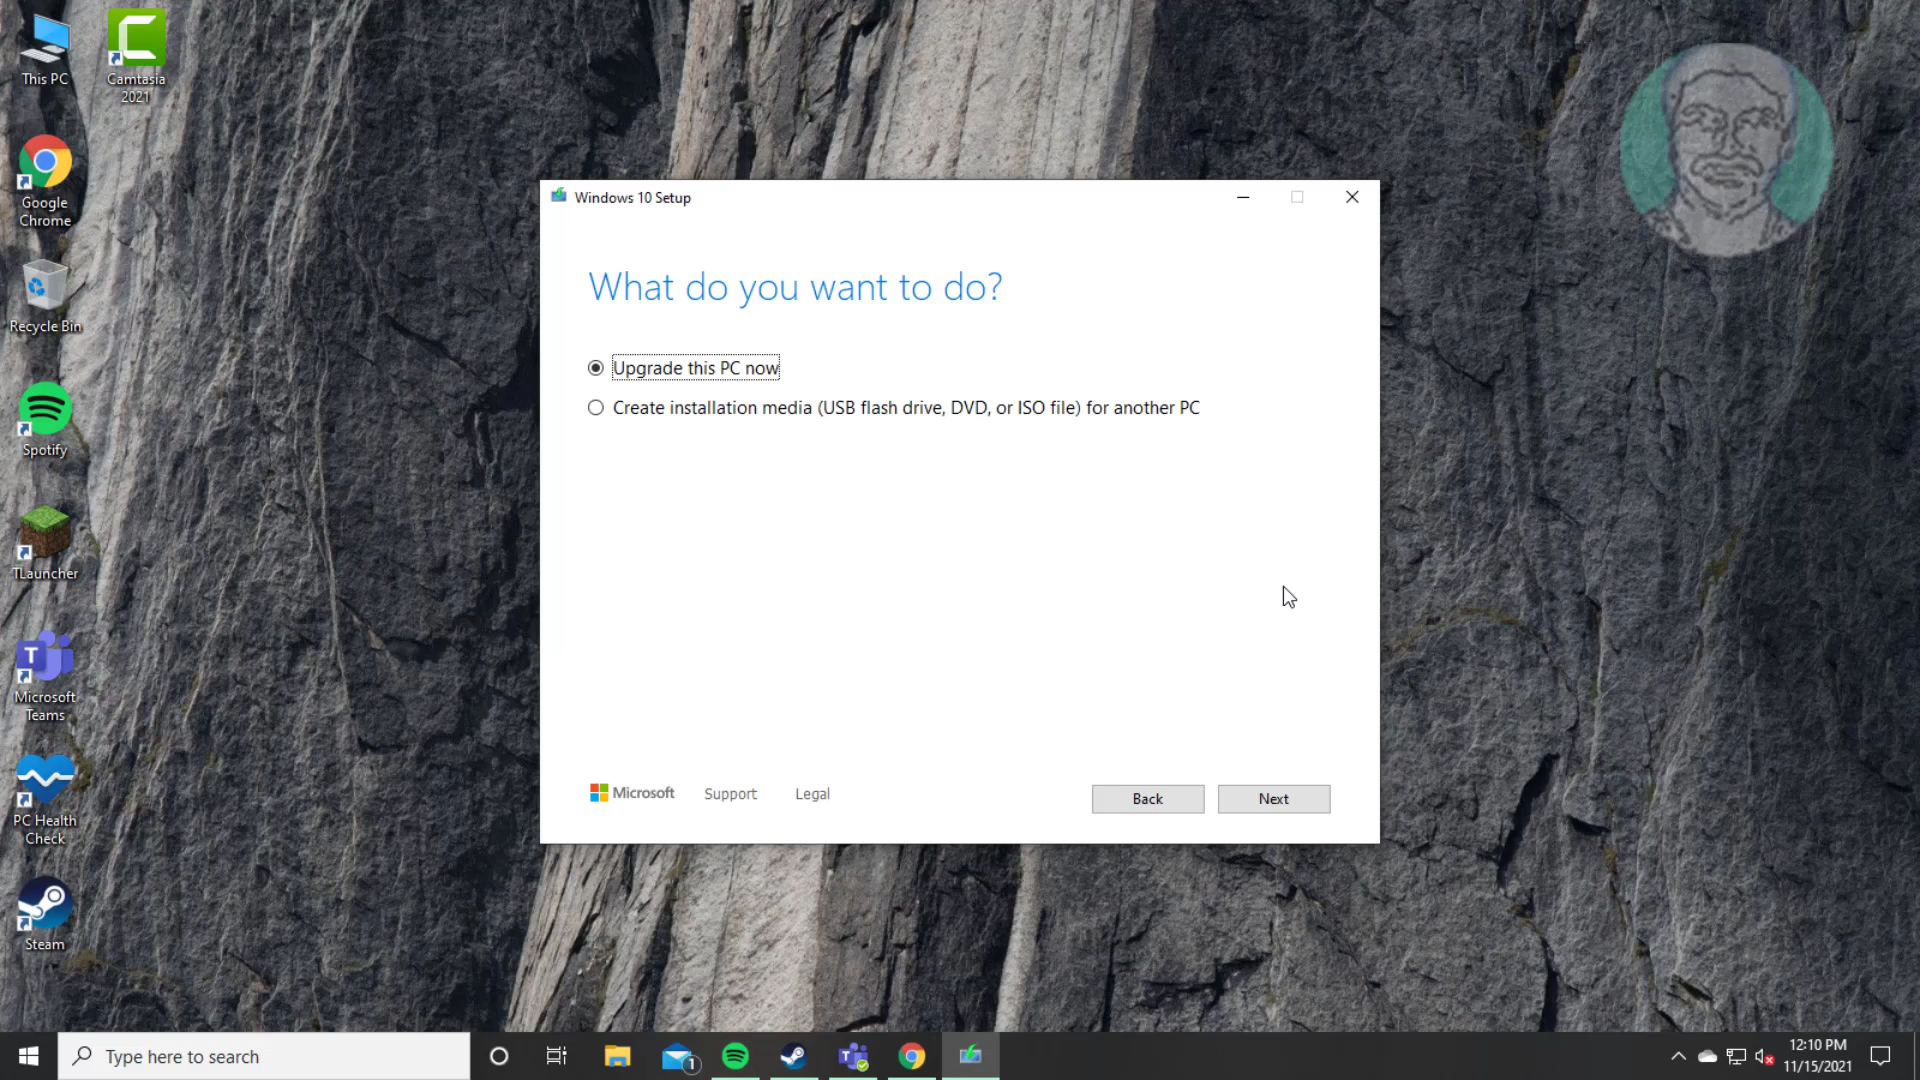 This PC
Camtasia
2021
Google
Chrome
Recycle Bin
Spotify
TLauncher
Microsoft
Teams
PC Health
Check
Steam
Windows 10 Setup
What do you want to do?
Upgrade this PC now
Create installation media (USB flash drive, DVD, or ISO file) for another PC
Microsoft
Support
Legal
Back
Next
Type here to search
1
T
12:10 PM
11/15/2021